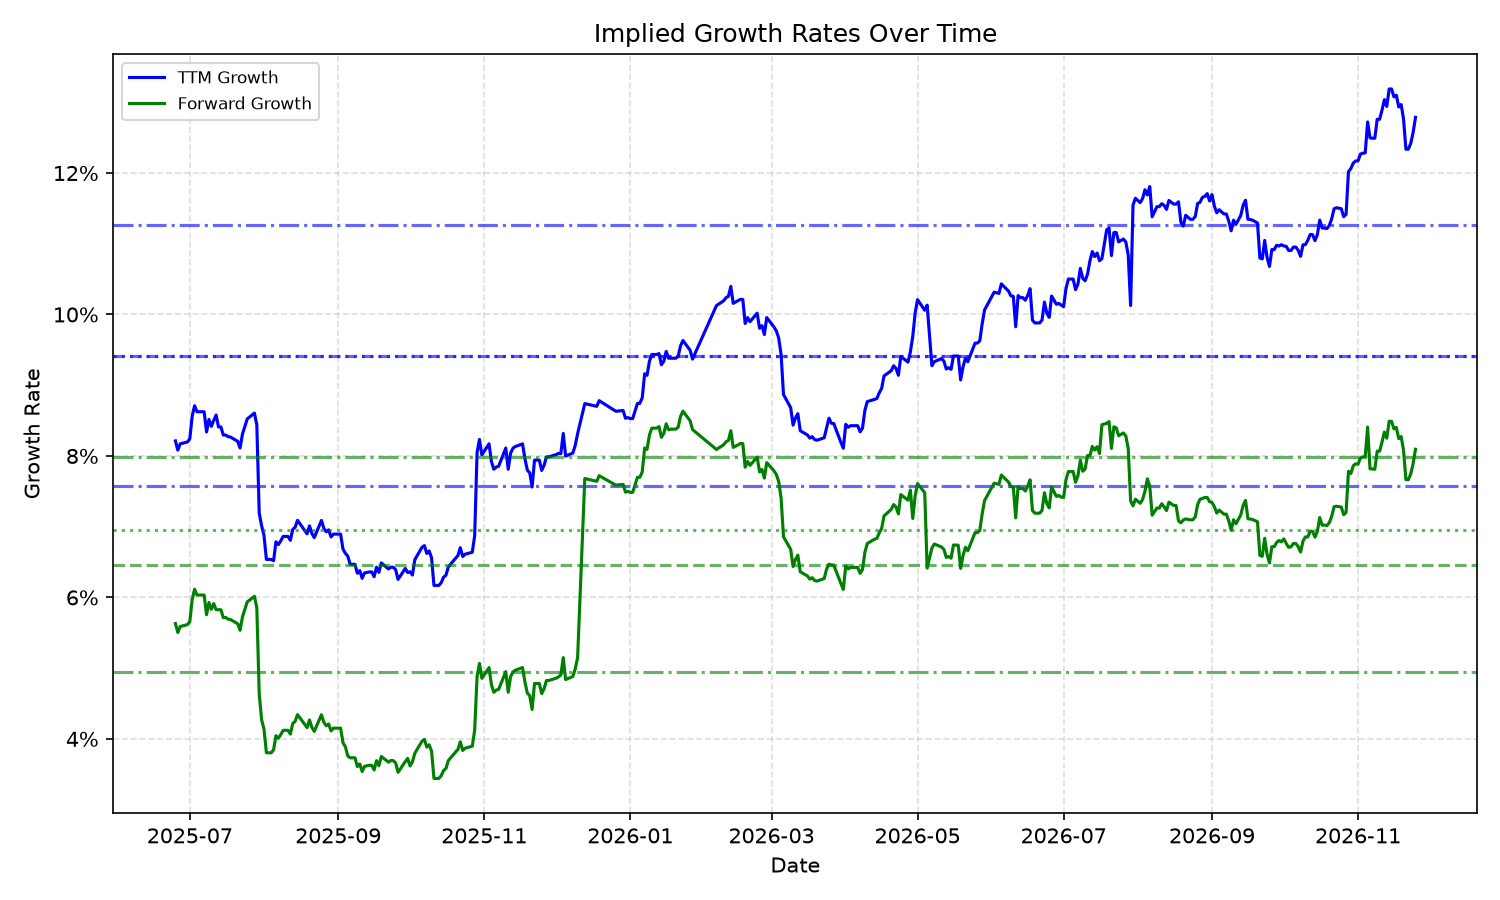 Implied Growth Rates Over Time
TTM Growth
Forward Growth
12%
10%
8%
6%
4%
Growth Rate
2025-07 2025-09 2025-11 2026-01 2026-03 2026-05 2026-07 2026-09 2026-11
Date